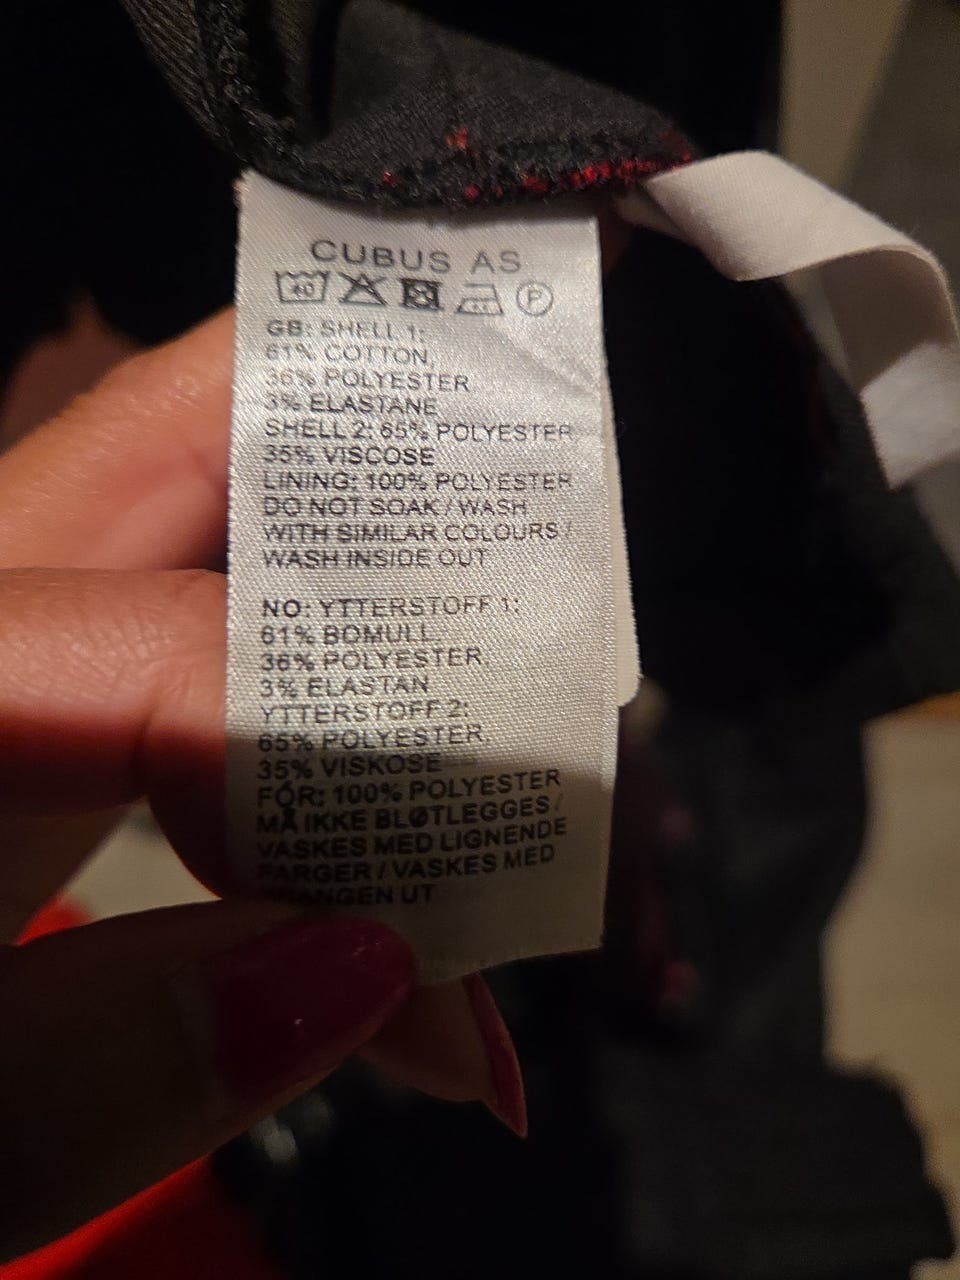 CUBUS AS
40 P
GB: SHELL 1:
61% COTTON,
36% POLYESTER
3% ELASTANE
SHELL 2: 65% POLYESTER,
35% VISCOSE
LINING: 100% POLYESTER
DO NOT SOAK / WASH
WITH SIMILAR COLOURS /
WASH INSIDE OUT
NO: YTTERSTOFF 1:
61% BOMULL,
36% POLYESTER,
3% ELASTAN
YTTERSTOFF 2:
65% POLYESTER,
35% VISKOSE
FÓR: 100% POLYESTER
MÅ IKKE BLØTLEGGES /
VASKES MED LIGNENDE
FARGER / VASKES MED
VRANGEN UT